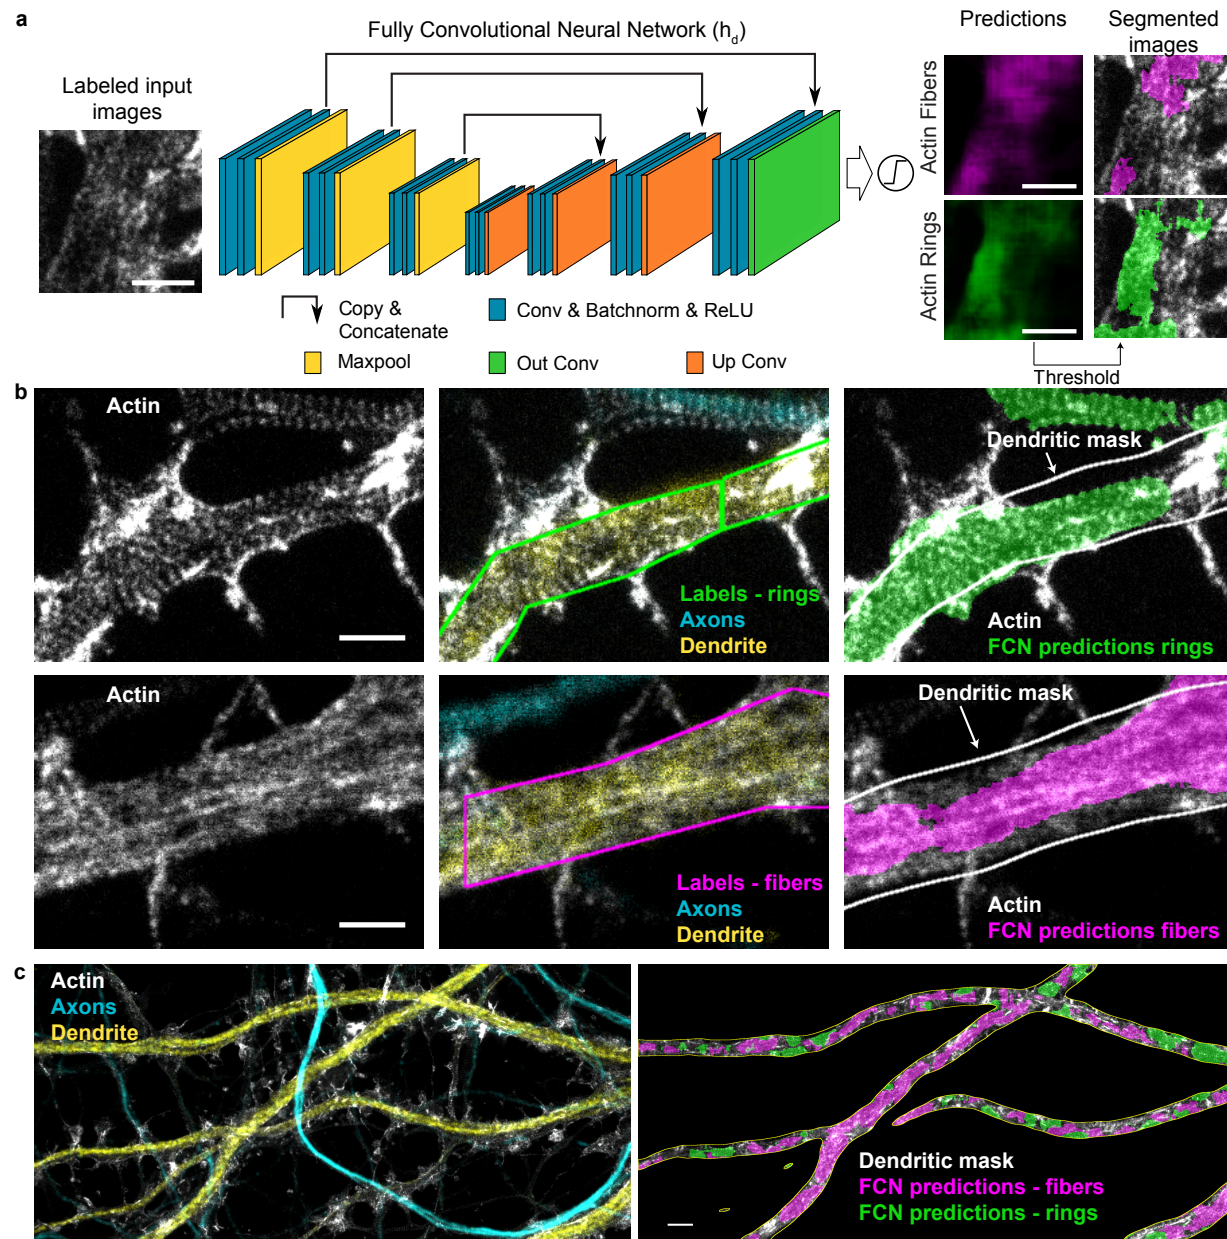 a
Fully Convolutional Neural Network (h_d)
Predictions
Segmented
images
Labeled input
images
Actin Fibers
Actin Rings
Copy &
Concatenate
Conv & Batchnorm & ReLU
Maxpool
Out Conv
Up Conv
Threshold
b
Actin
Labels - rings
Axons
Dendrite
Dendritic mask
Actin
FCN predictions rings
Actin
Labels - fibers
Axons
Dendrite
Dendritic mask
Actin
FCN predictions fibers
c
Actin
Axons
Dendrite
Dendritic mask
FCN predictions - fibers
FCN predictions - rings